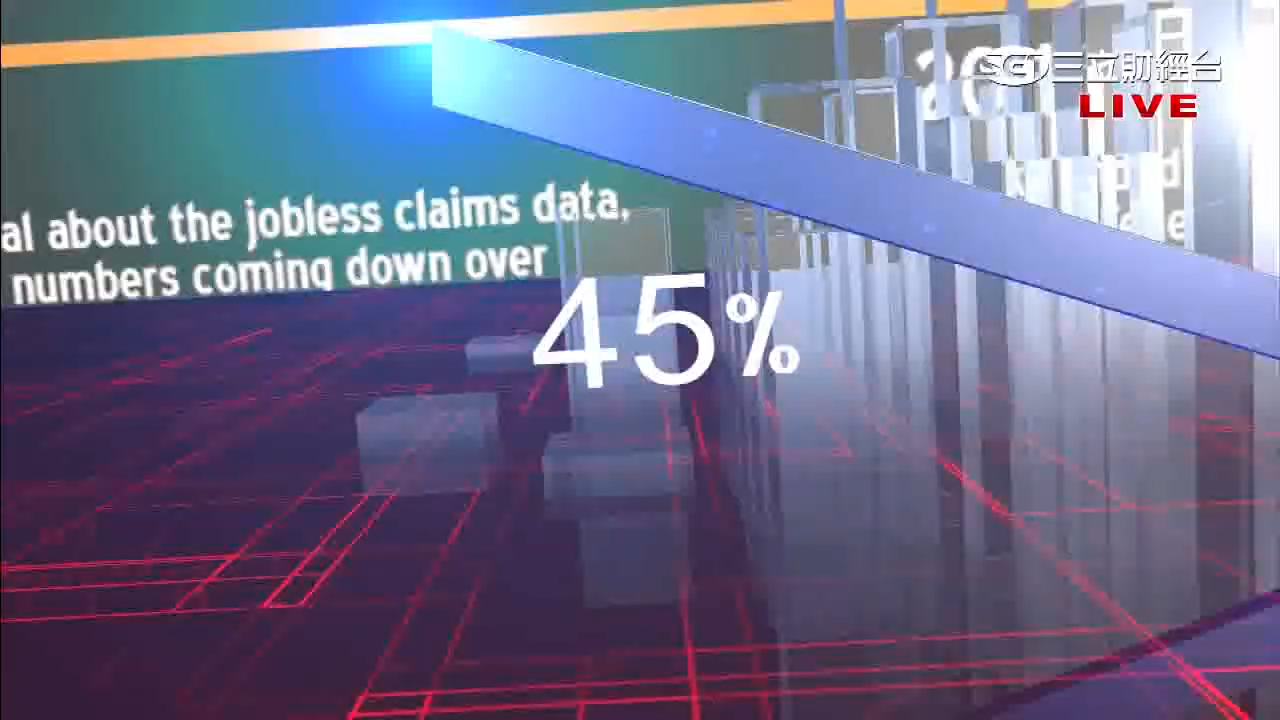 三立財經台
LIVE
al about the jobless claims data,
numbers coming down over
45%